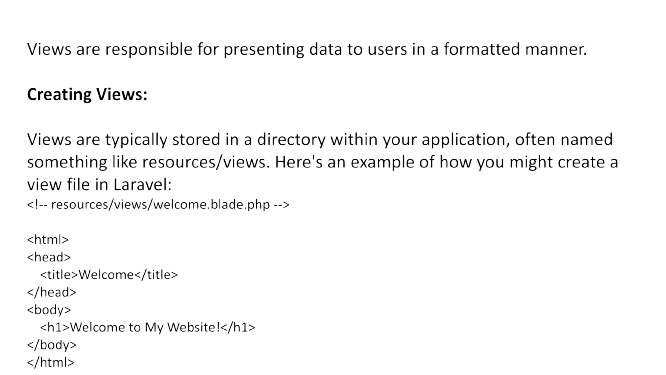 Views are responsible for presenting data to users in a formatted manner.
Creating Views:
Views are typically stored in a directory within your application, often named
something like resources/views. Here's an example of how you might create a
view file in Laravel:
<!-- resources/views/welcome.blade.php -->
<html>
<head>
    <title>Welcome</title>
</head>
<body>
    <h1>Welcome to My Website!</h1>
</body>
</html>